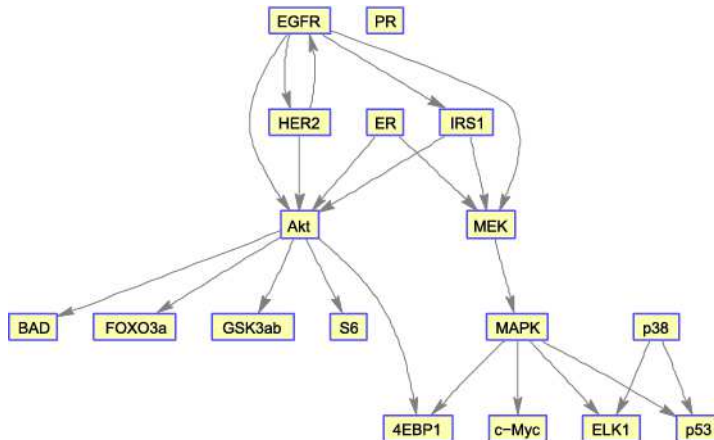 EGFR PR
HER2 ER IRS1
Akt MEK
BAD FOXO3a GSK3ab S6 MAPK p38
4EBP1 c-Myc ELK1 p53